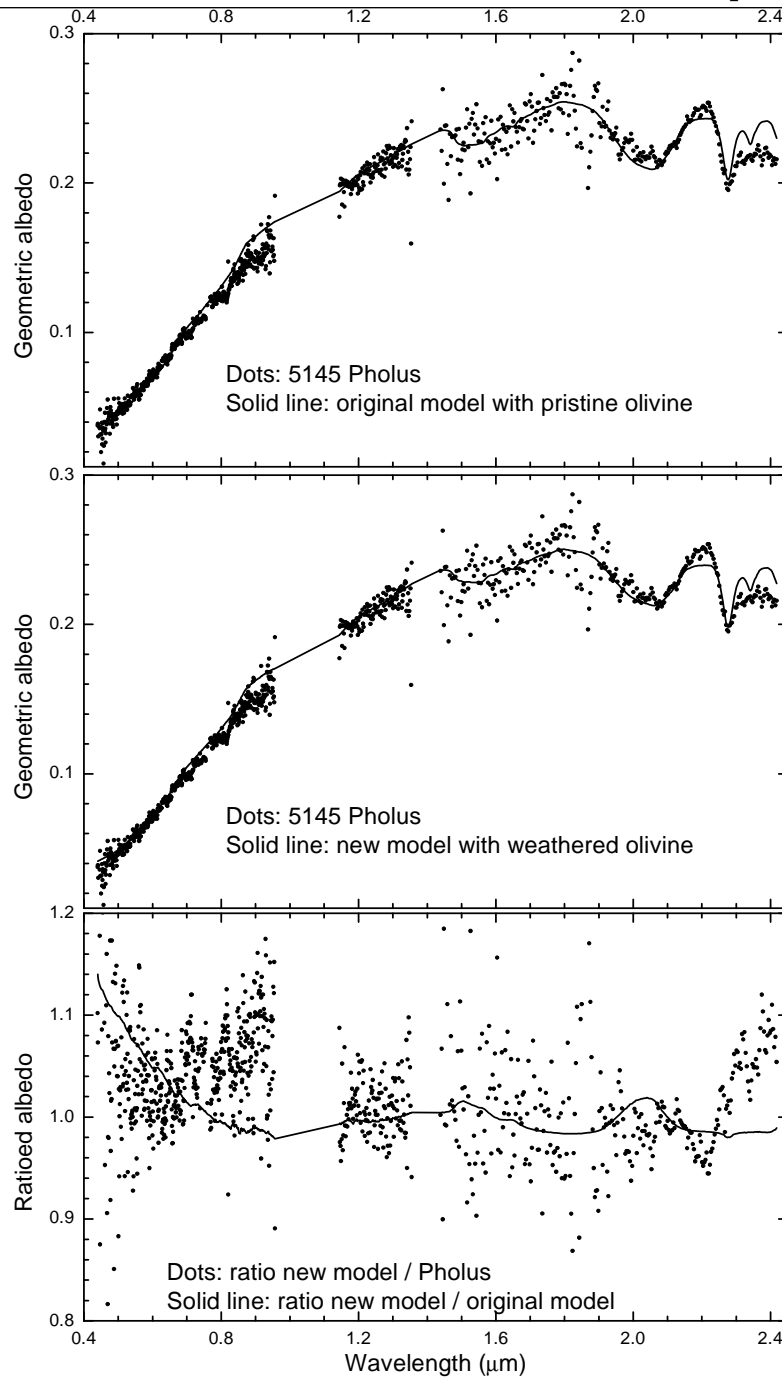 0.4 0.8 1.2 1.6 2.0 2.4
0.3
0.2
0.1
Geometric albedo
Dots: 5145 Pholus
Solid line: original model with pristine olivine
0.3
0.2
0.1
Geometric albedo
Dots: 5145 Pholus
Solid line: new model with weathered olivine
1.2
1.1
1.0
0.9
0.8
Ratioed albedo
Dots: ratio new model / Pholus
Solid line: ratio new model / original model
0.4 0.8 1.2 1.6 2.0 2.4
Wavelength (μm)